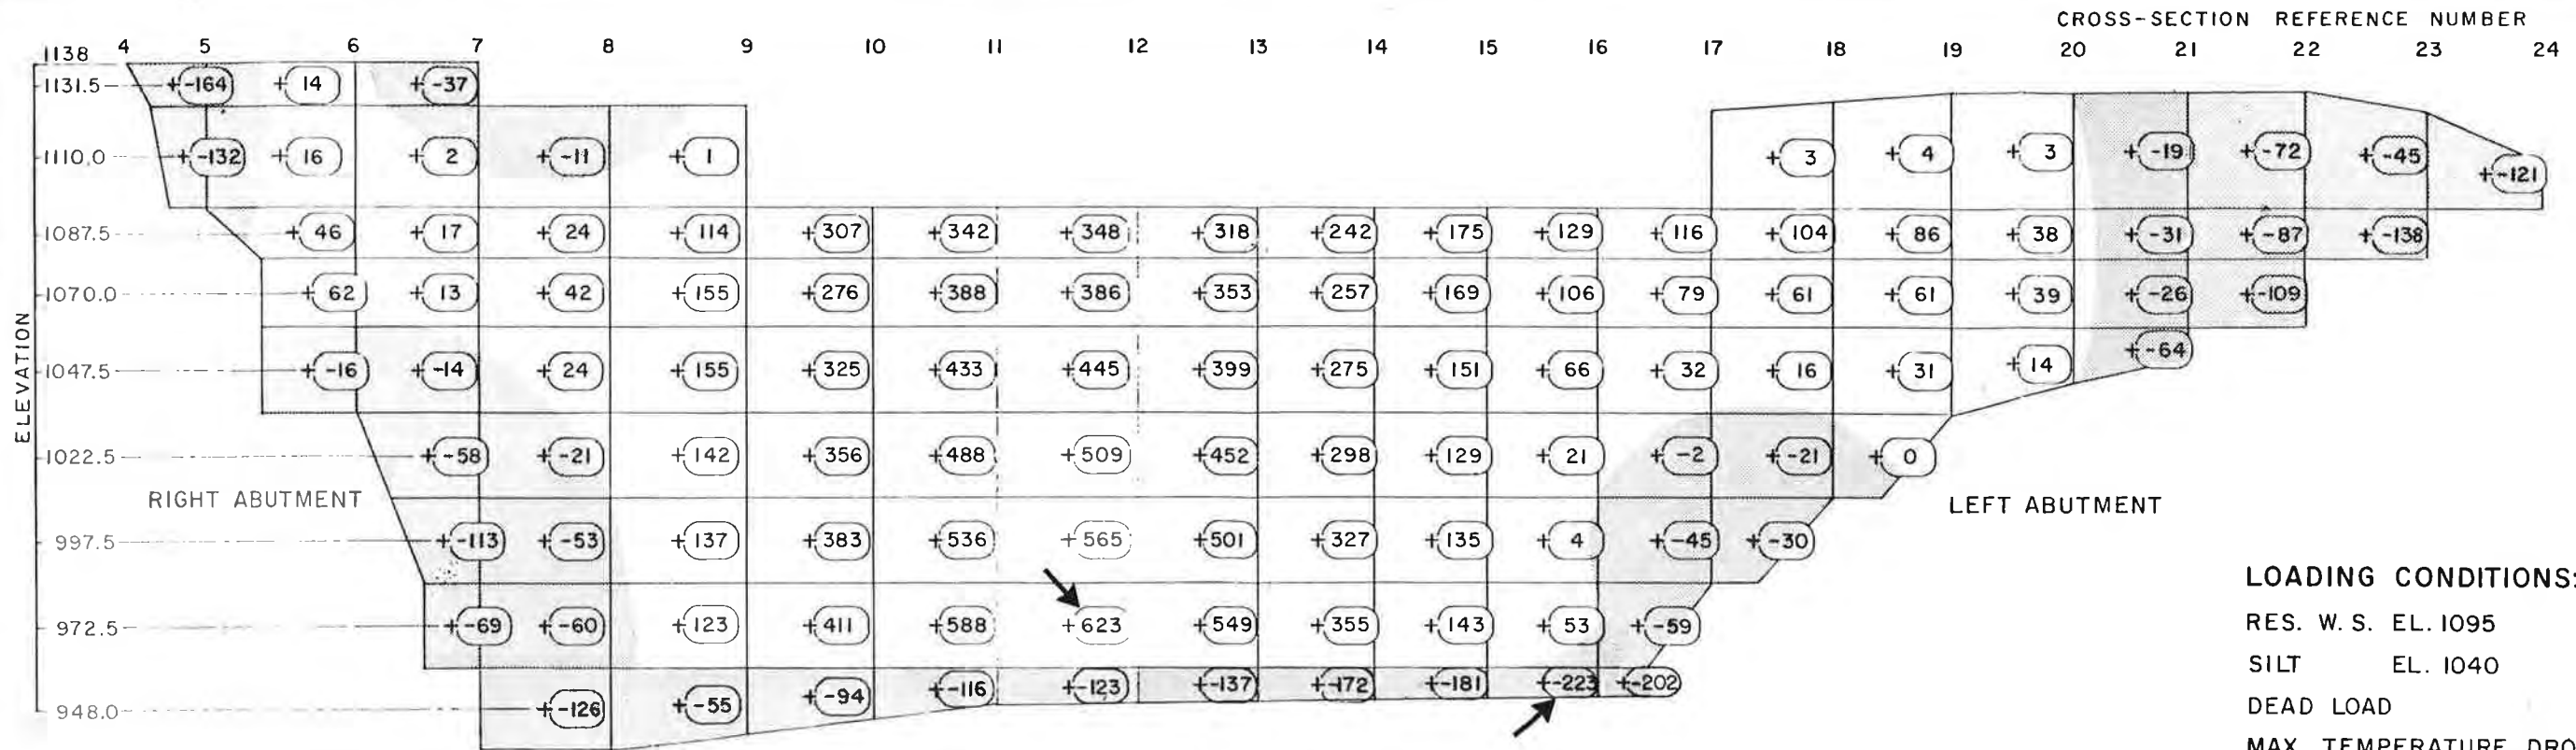 CROSS-SECTION REFERENCE NUMBER
4 5 6 7 8 9 10 11 12 13 14 15 16 17 18 19 20 21 22 23 24
1138
1131.5 +-164 +14 +-37
1110.0 +-132 +16 +2 +-11 +1 +3 +4 +3 +-19 +-72 +-45 +-121
1087.5 +46 +17 +24 +114 +307 +342 +348 +318 +242 +175 +129 +116 +104 +86 +38 +-31 +-87 +-138
1070.0 +62 +13 +42 +155 +276 +388 +386 +353 +257 +169 +106 +79 +61 +61 +39 +-26 +-109
1047.5 +-16 +-14 +24 +155 +325 +433 +445 +399 +275 +151 +66 +32 +16 +31 +14 +-64
1022.5 +-58 +-21 +142 +356 +488 +509 +452 +298 +129 +21 +-2 +-21 +0
997.5 +-113 +-53 +137 +383 +536 +565 +501 +327 +135 +4 +-45 +-30
972.5 +-69 +-60 +123 +411 +588 +623 +549 +355 +143 +53 +-59
948.0 +-126 +-55 +-94 +-116 +-123 +-137 +-172 +-181 +-223 +-202
ELEVATION
RIGHT ABUTMENT
LEFT ABUTMENT
LOADING CONDITIONS:
RES. W. S. EL. 1095
SILT EL. 1040
DEAD LOAD
MAX. TEMPERATURE